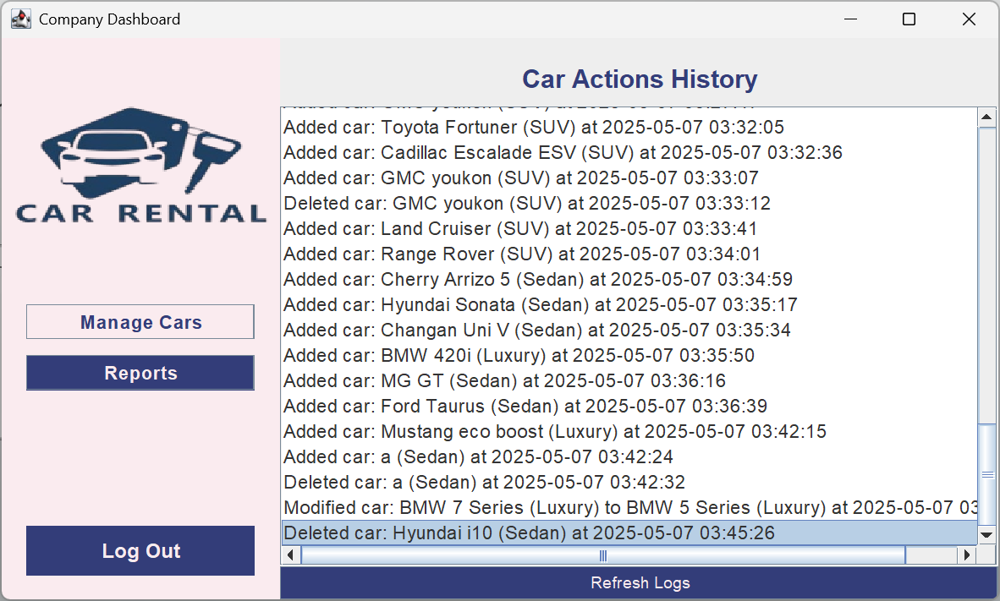 Company Dashboard
CAR RENTAL
Manage Cars
Reports
Log Out
Car Actions History
Added car: Toyota Fortuner (SUV) at 2025-05-07 03:32:05
Added car: Cadillac Escalade ESV (SUV) at 2025-05-07 03:32:36
Added car: GMC youkon (SUV) at 2025-05-07 03:33:07
Deleted car: GMC youkon (SUV) at 2025-05-07 03:33:12
Added car: Land Cruiser (SUV) at 2025-05-07 03:33:41
Added car: Range Rover (SUV) at 2025-05-07 03:34:01
Added car: Cherry Arrizo 5 (Sedan) at 2025-05-07 03:34:59
Added car: Hyundai Sonata (Sedan) at 2025-05-07 03:35:17
Added car: Changan Uni V (Sedan) at 2025-05-07 03:35:34
Added car: BMW 420i (Luxury) at 2025-05-07 03:35:50
Added car: MG GT (Sedan) at 2025-05-07 03:36:16
Added car: Ford Taurus (Sedan) at 2025-05-07 03:36:39
Added car: Mustang eco boost (Luxury) at 2025-05-07 03:42:15
Added car: a (Sedan) at 2025-05-07 03:42:24
Deleted car: a (Sedan) at 2025-05-07 03:42:32
Modified car: BMW 7 Series (Luxury) to BMW 5 Series (Luxury) at 2025-05-07 03
Deleted car: Hyundai i10 (Sedan) at 2025-05-07 03:45:26
Refresh Logs